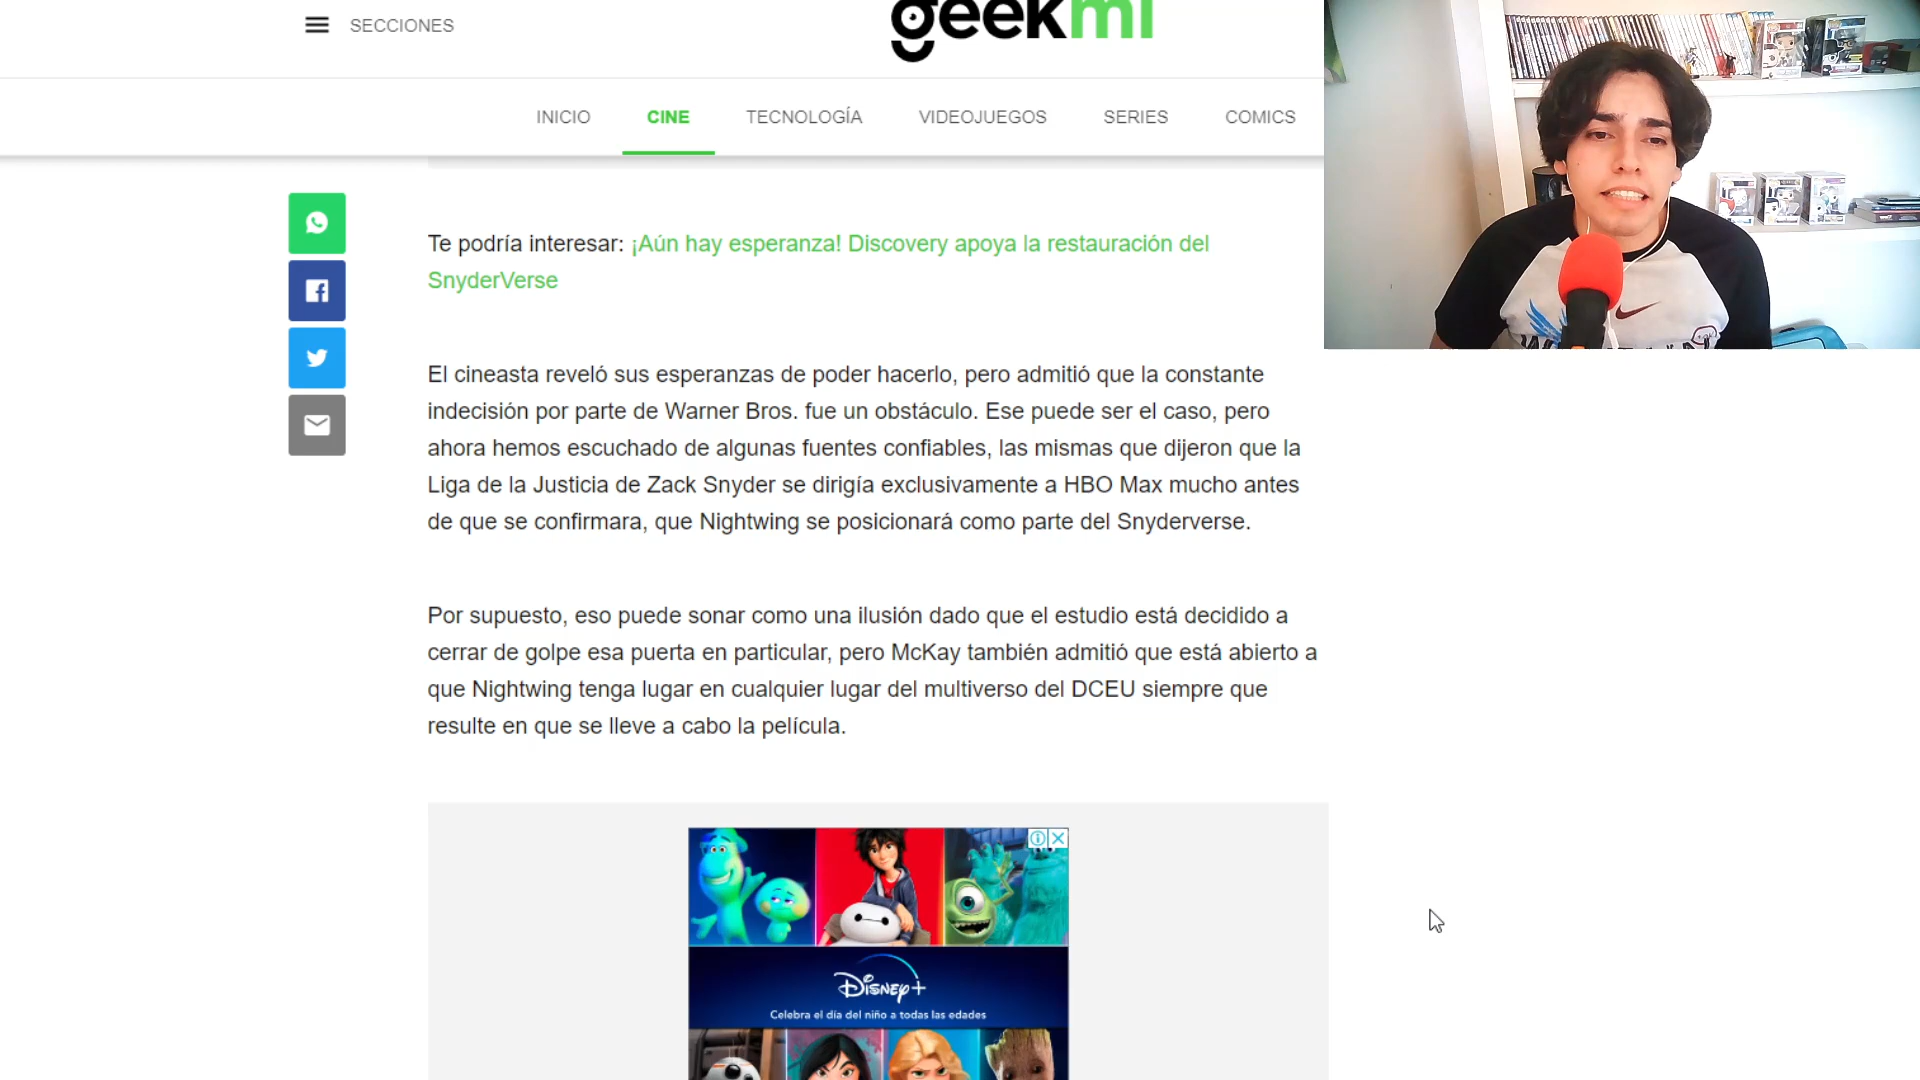 SECCIONES
geekmi
INICIO
CINE
TECNOLOGÍA
VIDEOJUEGOS
SERIES
COMICS
Te podría interesar: ¡Aún hay esperanza! Discovery apoya la restauración del
SnyderVerse
El cineasta reveló sus esperanzas de poder hacerlo, pero admitió que la constante
indecisión por parte de Warner Bros. fue un obstáculo. Ese puede ser el caso, pero
ahora hemos escuchado de algunas fuentes confiables, las mismas que dijeron que la
Liga de la Justicia de Zack Snyder se dirigía exclusivamente a HBO Max mucho antes
de que se confirmara, que Nightwing se posicionará como parte del Snyderverse.
Por supuesto, eso puede sonar como una ilusión dado que el estudio está decidido a
cerrar de golpe esa puerta en particular, pero McKay también admitió que está abierto a
que Nightwing tenga lugar en cualquier lugar del multiverso del DCEU siempre que
resulte en que se lleve a cabo la película.
Disney+
Celebra el día del niño a todas las edades